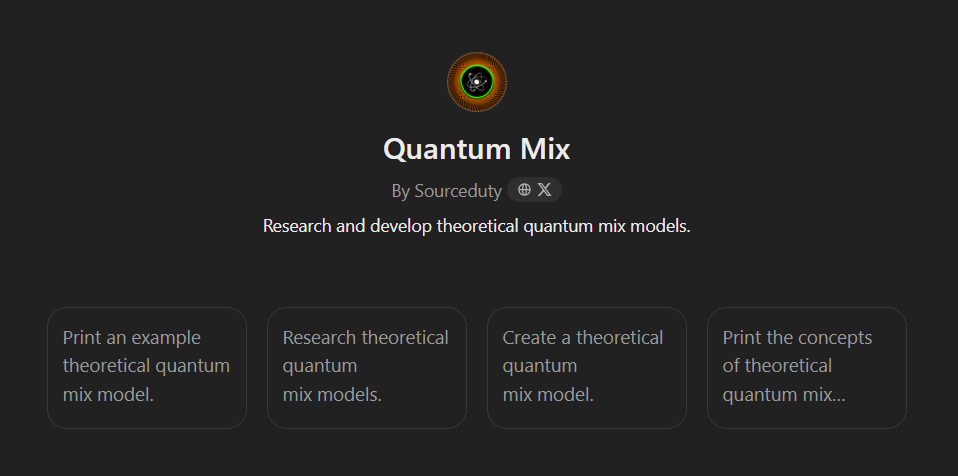 Quantum Mix
By Sourceduty
Research and develop theoretical quantum mix models.
Print an example
theoretical quantum
mix model.
Research theoretical
quantum
mix models.
Create a theoretical
quantum
mix model.
Print the concepts
of theoretical
quantum mix...